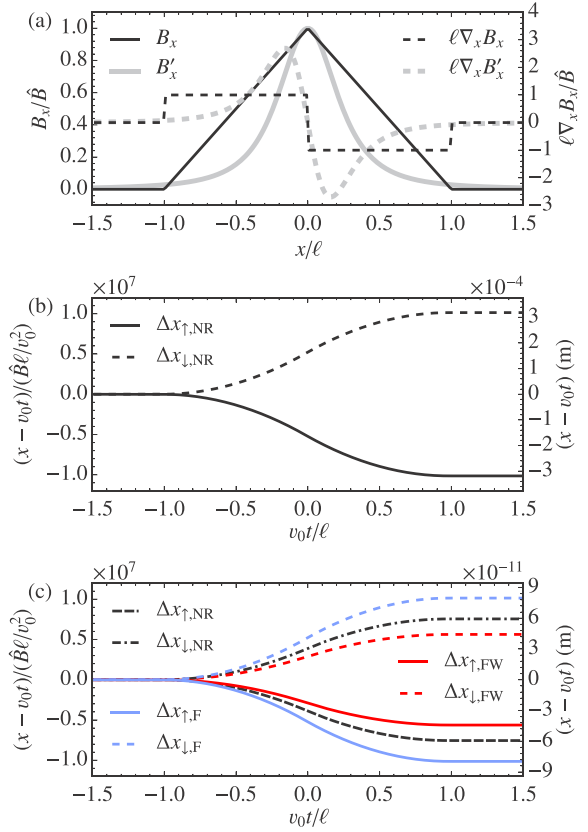 (a)
B_x
B′_x
ℓ∇_xB_x
ℓ∇_xB′_x
B_x/B̂
1.0
0.8
0.6
0.4
0.2
0.0
4
3
2
1
0
−1
−2
−3
ℓ∇_xB_x/B̂
−1.5 −1.0 −0.5 0.0 0.5 1.0 1.5
x/ℓ
×10^7 ×10^−4
(b)
Δx_↑,NR
Δx_↓,NR
(x − v_0t)/(B̂ℓ/v_0^2)
1.0
0.5
0.0
−0.5
−1.0
3
2
1
0
−1
−2
−3
(x − v_0t) (m)
−1.5 −1.0 −0.5 0.0 0.5 1.0 1.5
v_0t/ℓ
×10^7 ×10^−11
(c)
Δx_↑,NR
Δx_↓,NR
Δx_↑,FW
Δx_↓,FW
Δx_↑,F
Δx_↓,F
(x − v_0t)/(B̂ℓ/v_0^2)
1.0
0.5
0.0
−0.5
−1.0
9
6
3
0
−3
−6
−9
(x − v_0t) (m)
−1.5 −1.0 −0.5 0.0 0.5 1.0 1.5
v_0t/ℓ